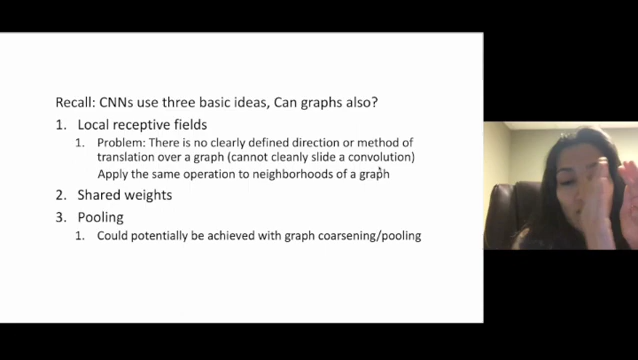 Recall: CNNs use three basic ideas, Can graphs also?
1. Local receptive fields
1. Problem: There is no clearly defined direction or method of
translation over a graph (cannot cleanly slide a convolution)
Apply the same operation to neighborhoods of a graph
2. Shared weights
3. Pooling
1. Could potentially be achieved with graph coarsening/pooling